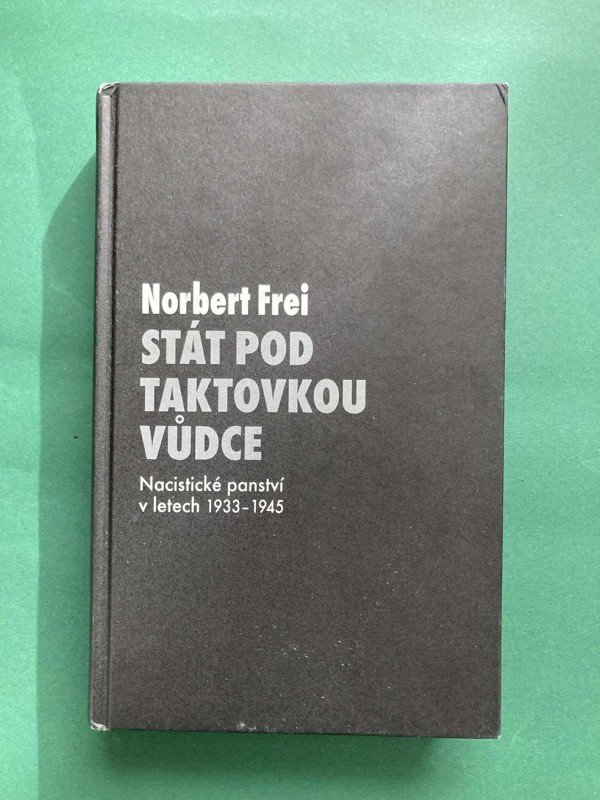 Norbert Frei
STÁT POD
TAKTOVKOU
VŮDCE
Nacistické panství
v letech 1933–1945